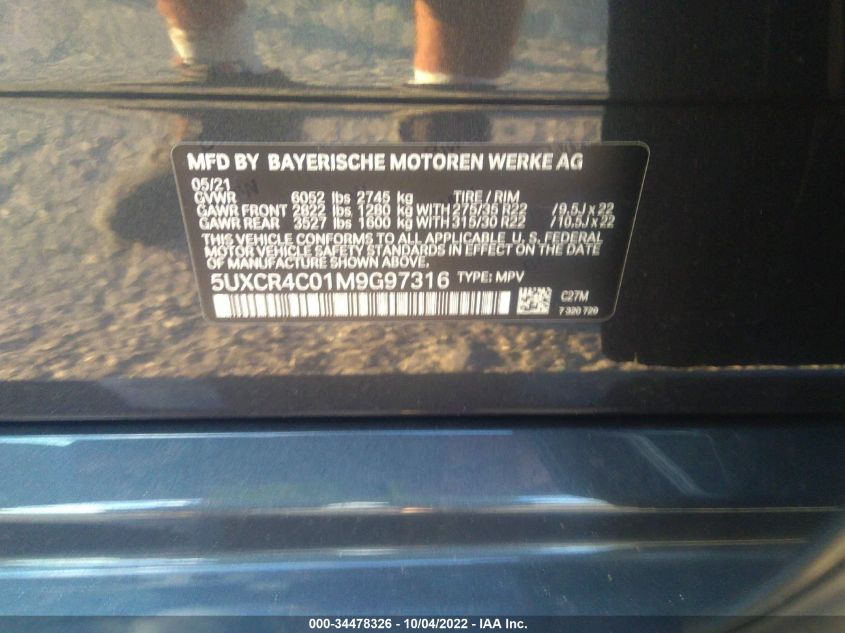 MFD BY BAYERISCHE MOTOREN WERKE AG
05/21
GVWR 6052 lbs 2745 kg TIRE / RIM
GAWR FRONT 2822 lbs 1280 kg WITH 275/35 R22 /9,5J x 22
GAWR REAR 3527 lbs 1600 kg WITH 315/30 R22 /10,5J x 22
THIS VEHICLE CONFORMS TO ALL APPLICABLE U. S. FEDERAL
MOTOR VEHICLE SAFETY STANDARDS IN EFFECT ON THE DATE
OF MANUFACTURE SHOWN ABOVE.
5UXCR4C01M9G97316 TYPE: MPV
C27M
7 320 720
000-34478326 - 10/04/2022 - IAA Inc.